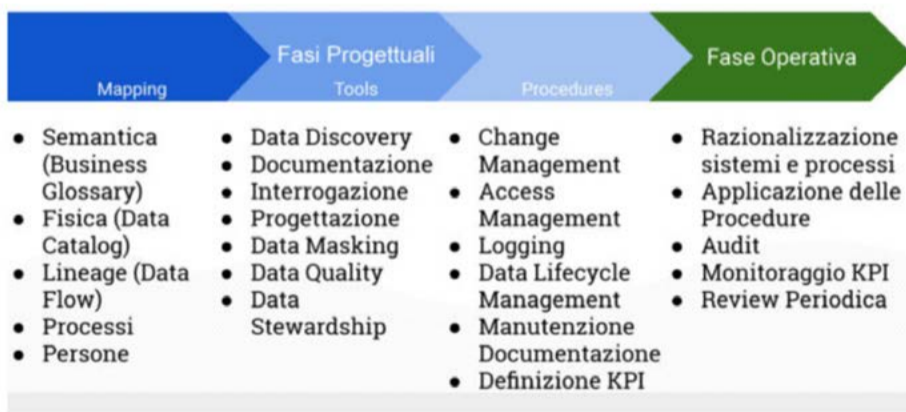 Fasi Progettuali
Fase Operativa
Mapping
Tools
Procedures
• Semantica
(Business
Glossary)
• Fisica (Data
Catalog)
• Lineage (Data
Flow)
• Processi
• Persone
• Data Discovery
• Documentazione
• Interrogazione
• Progettazione
• Data Masking
• Data Quality
• Data
Stewardship
• Change
Management
• Access
Management
• Logging
• Data Lifecycle
Management
• Manutenzione
Documentazione
• Definizione KPI
• Razionalizzazione
sistemi e processi
• Applicazione delle
Procedure
• Audit
• Monitoraggio KPI
• Review Periodica